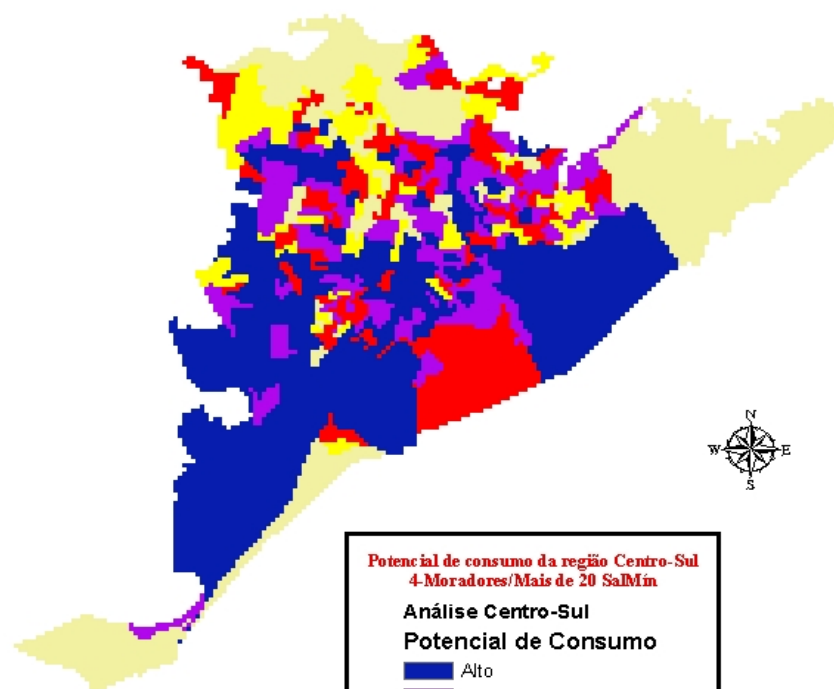 N
W E
S
Potencial de consumo da região Centro-Sul
4-Moradores/Mais de 20 SalMín
Análise Centro-Sul
Potencial de Consumo
Alto